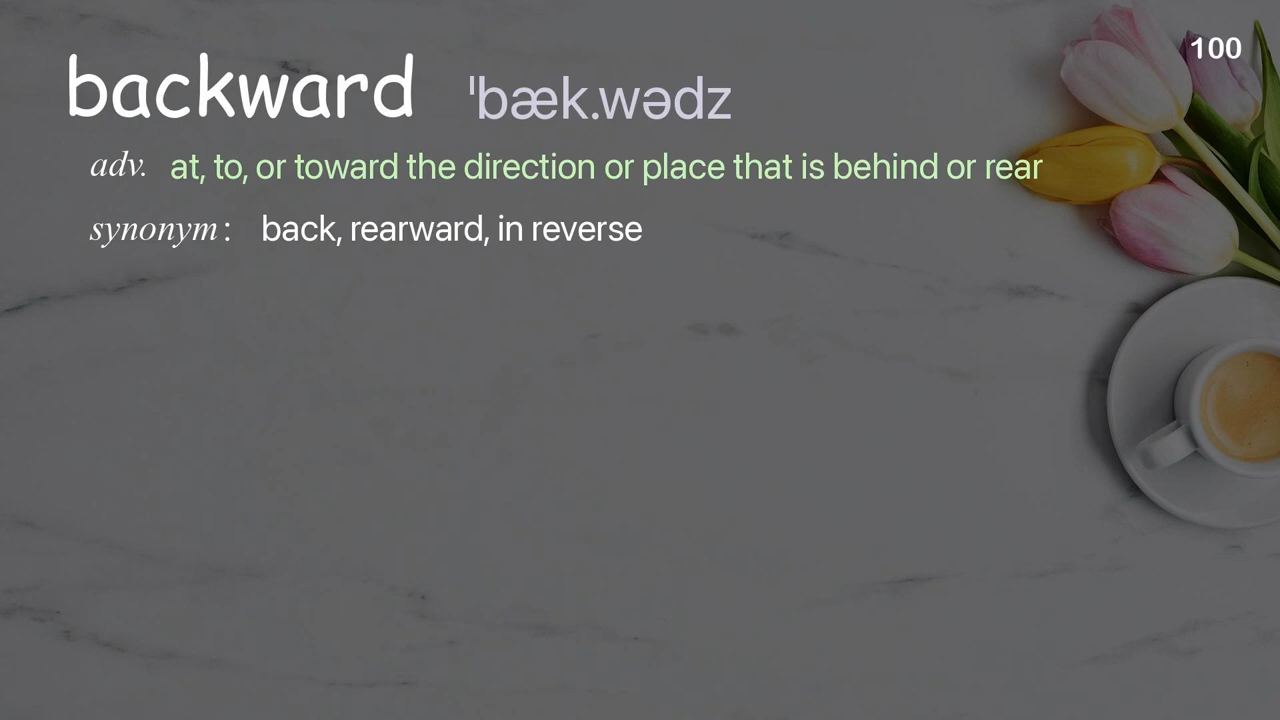 100
backward ˈbæk.wədz
adv. at, to, or toward the direction or place that is behind or rear
synonym : back, rearward, in reverse